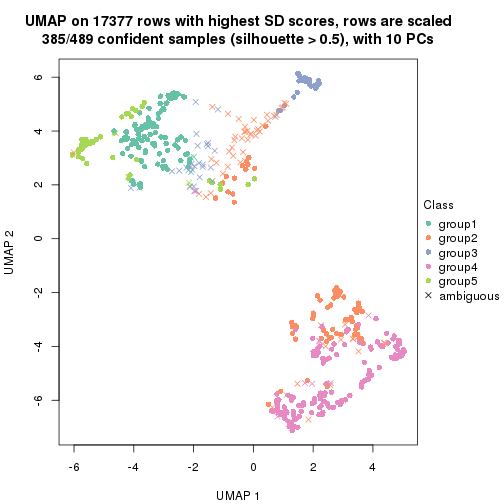 UMAP on 17377 rows with highest SD scores, rows are scaled
385/489 confident samples (silhouette > 0.5), with 10 PCs
6
4
2
0
-2
-4
-6
UMAP 2
-6
-4
-2
0
2
4
UMAP 1
Class
group1
group2
group3
group4
group5
ambiguous